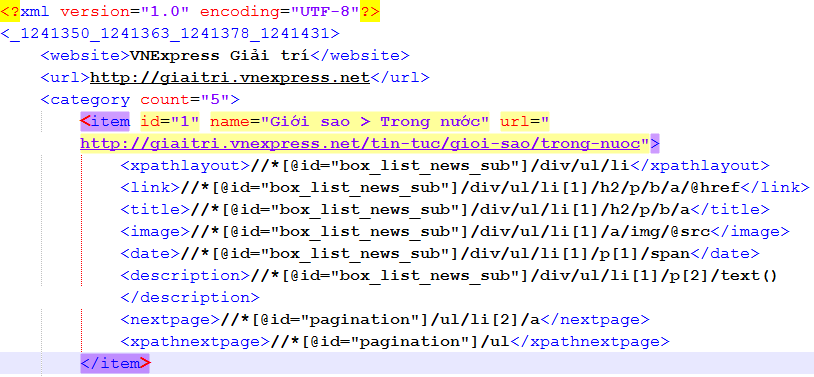 <?xml version="1.0" encoding="UTF-8"?>
<_1241350_1241363_1241378_1241431>
<website>VNExpress Giải trí</website>
<url>http://giaitri.vnexpress.net</url>
<category count="5">
<item id="1" name="Giới sao > Trong nước" url="
http://giaitri.vnexpress.net/tin-tuc/gioi-sao/trong-nuoc">
<xpathlayout>//*[@id="box_list_news_sub"]/div/ul/li</xpathlayout>
<link>//*[@id="box_list_news_sub"]/div/ul/li[1]/h2/p/b/a/@href</link>
<title>//*[@id="box_list_news_sub"]/div/ul/li[1]/h2/p/b/a</title>
<image>//*[@id="box_list_news_sub"]/div/ul/li[1]/a/img/@src</image>
<date>//*[@id="box_list_news_sub"]/div/ul/li[1]/p[1]/span</date>
<description>//*[@id="box_list_news_sub"]/div/ul/li[1]/p[2]/text()
</description>
<nextpage>//*[@id="pagination"]/ul/li[2]/a</nextpage>
<xpathnextpage>//*[@id="pagination"]/ul</xpathnextpage>
</item>